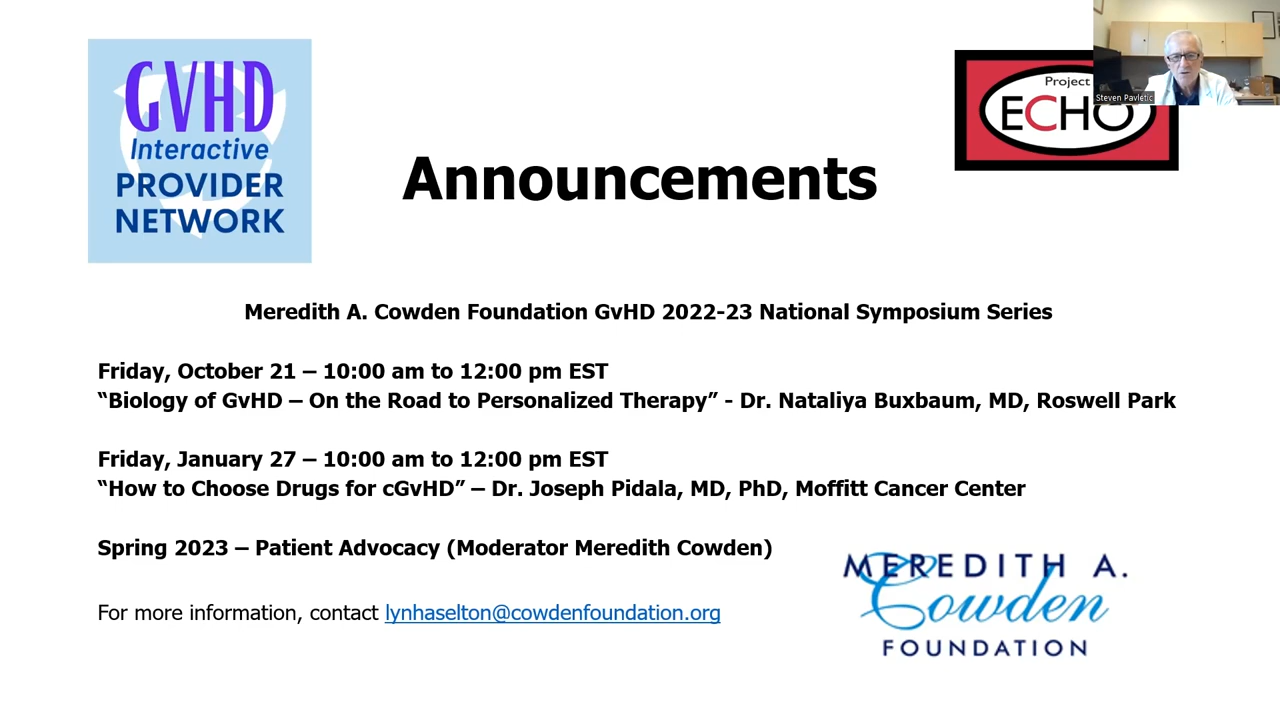 GVHD
Interactive
PROVIDER
NETWORK
Project
ECHO
Steven Pavletic
Announcements
Meredith A. Cowden Foundation GvHD 2022-23 National Symposium Series
Friday, October 21 – 10:00 am to 12:00 pm EST
“Biology of GvHD – On the Road to Personalized Therapy” - Dr. Nataliya Buxbaum, MD, Roswell Park
Friday, January 27 – 10:00 am to 12:00 pm EST
“How to Choose Drugs for cGvHD” – Dr. Joseph Pidala, MD, PhD, Moffitt Cancer Center
Spring 2023 – Patient Advocacy (Moderator Meredith Cowden)
For more information, contact lynhaselton@cowdenfoundation.org
MEREDITH A.
Cowden
FOUNDATION